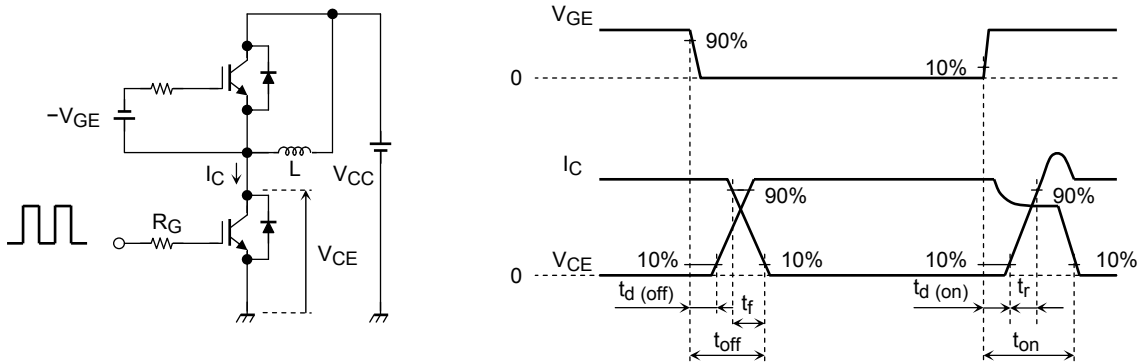 −VGE
IC
L
VCC
RG
VCE
VGE
90%
10%
0
IC
90%
90%
VCE
10%
10%
10%
10%
0
td (off)
tf
td (on)
tr
toff
ton